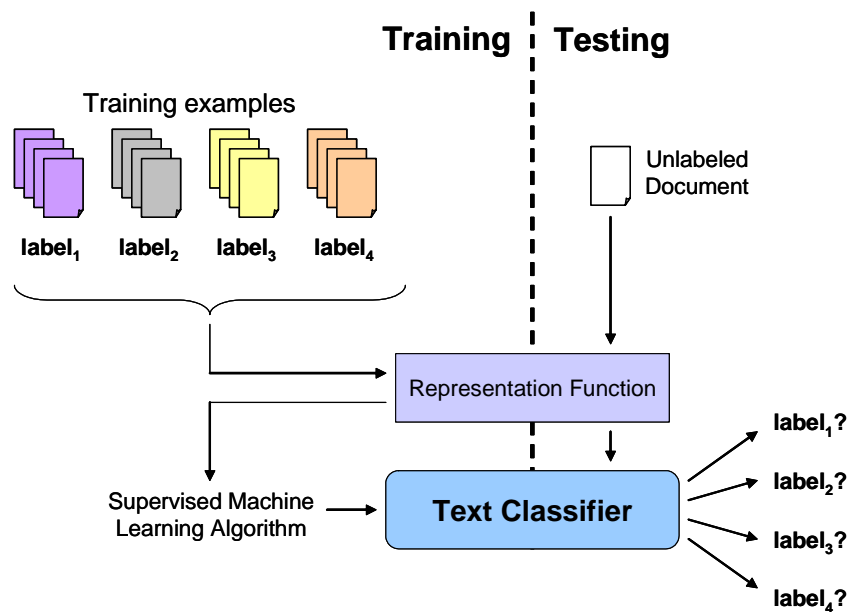 Training
Testing
Training examples
label₁
label₂
label₃
label₄
Unlabeled
Document
Representation Function
Supervised Machine
Learning Algorithm
Text Classifier
label₁?
label₂?
label₃?
label₄?